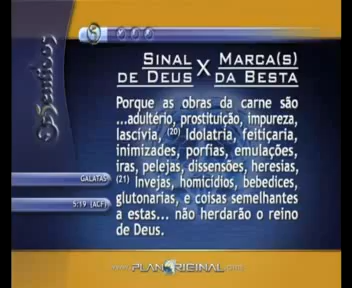 SINAL DE DEUS X MARCA(S) DA BESTA
Porque as obras da carne são
...adultério, prostituição, impureza,
lascívia, (20) Idolatria, feitiçaria,
inimizades, porfias, emulações,
iras, pelejas, dissensões, heresias,
GÁLATAS
(21) Invejas, homicídios, bebedices,
5:19 (ACF)
glutonarias, e coisas semelhantes
a estas... não herdarão o reino
de Deus.